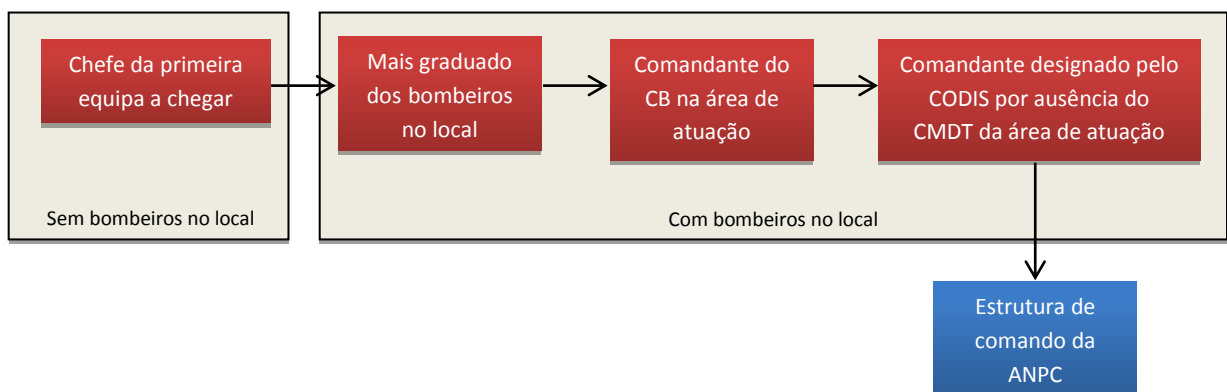 Chefe da primeira
equipa a chegar
Mais graduado
dos bombeiros
no local
Comandante do
CB na área de
atuação
Comandante designado pelo
CODIS por ausência do
CMDT da área de atuação
Sem bombeiros no local
Com bombeiros no local
Estrutura de
comando da
ANPC